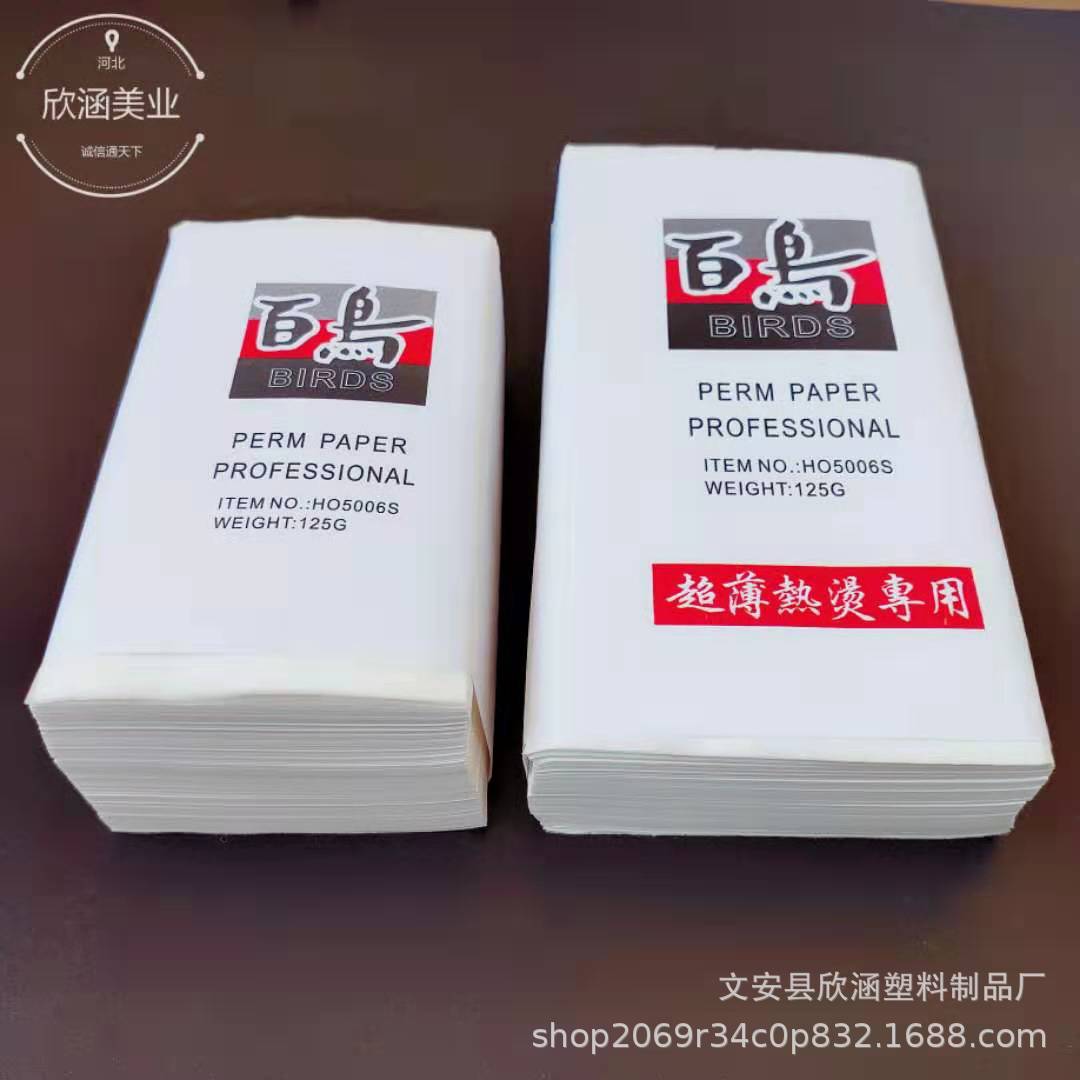 河北
欣涵美业
诚信通天下
百鳥
BIRDS
PERM PAPER
PROFESSIONAL
ITEM NO.:HO5006S
WEIGHT:125G
百鳥
BIRDS
PERM PAPER
PROFESSIONAL
ITEM NO.:HO5006S
WEIGHT:125G
超薄熱燙專用
文安县欣涵塑料制品厂
shop2069r34c0p832.1688.com